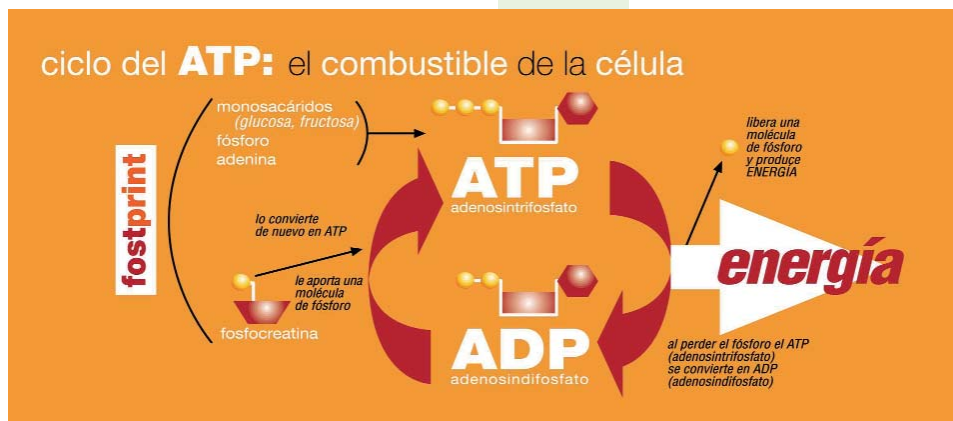 ciclo del ATP: el combustible de la célula
fostprint
monosacáridos
(glucosa, fructosa)
fósforo
adenina
ATP
adenosintrifosfato
libera una
molécula
de fósforo
y produce
ENERGÍA
lo convierte
de nuevo en ATP
le aporta una
molécula
de fósforo
fosfocreatina
energía
ADP
adenosindifosfato
al perder el fósforo el ATP
(adenosintrifosfato)
se convierte en ADP
(adenosindifosfato)